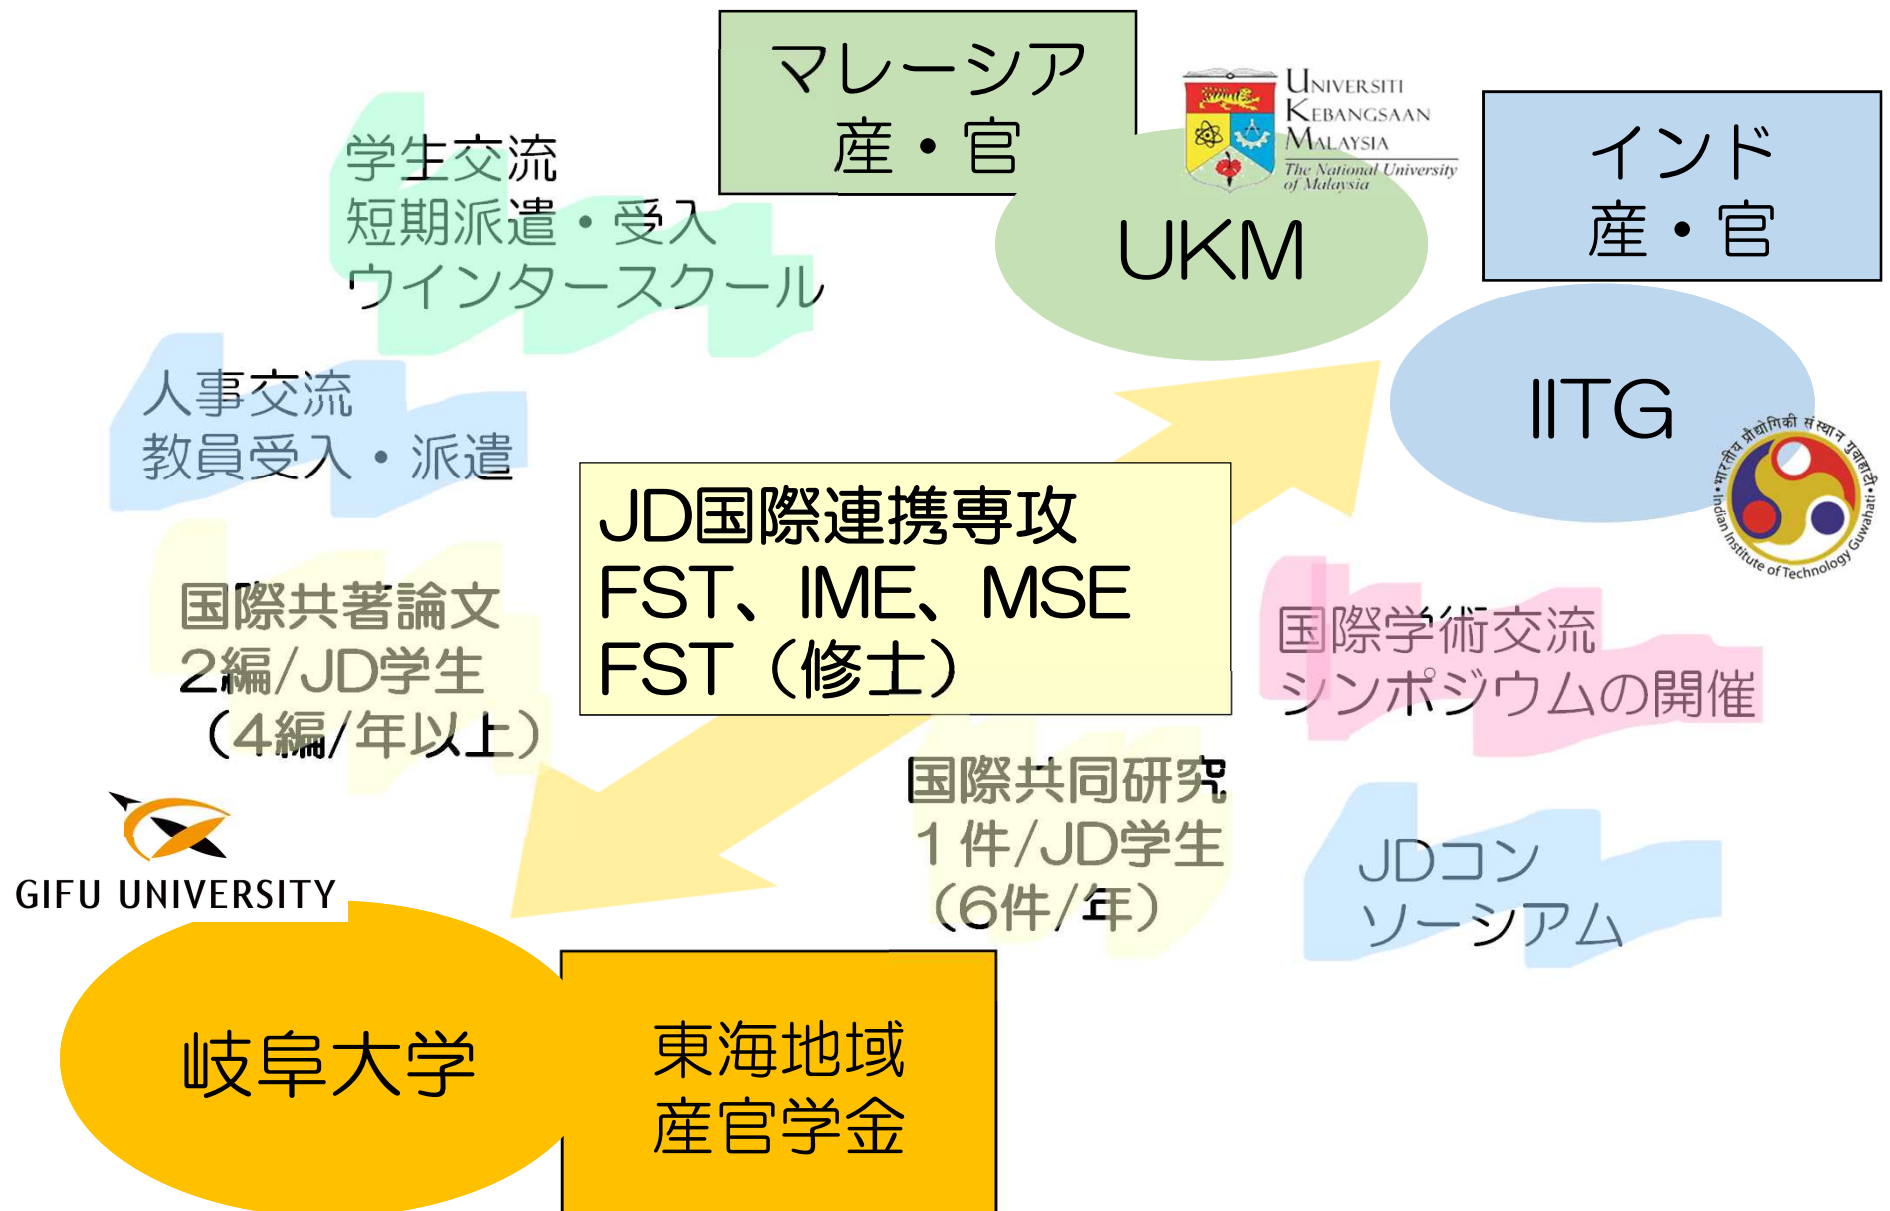 マレーシア
産・官
UNIVERSITI
KEBANGSAAN
MALAYSIA
The National University
of Malaysia
UKM
インド
産・官
IITG
भारतीय प्रौद्योगिकी संस्थान गुवाहाटी
Indian Institute of Technology Guwahati
学生交流
短期派遣・受入
ウインタースクール
人事交流
教員受入・派遣
国際共著論文
2編/JD学生
（4編/年以上）
JD国際連携専攻
FST、IME、MSE
FST（修士）
国際学術交流
シンポジウムの開催
国際共同研究
1件/JD学生
（6件/年）
JDコン
ソーシアム
GIFU UNIVERSITY
岐阜大学
東海地域
産官学金